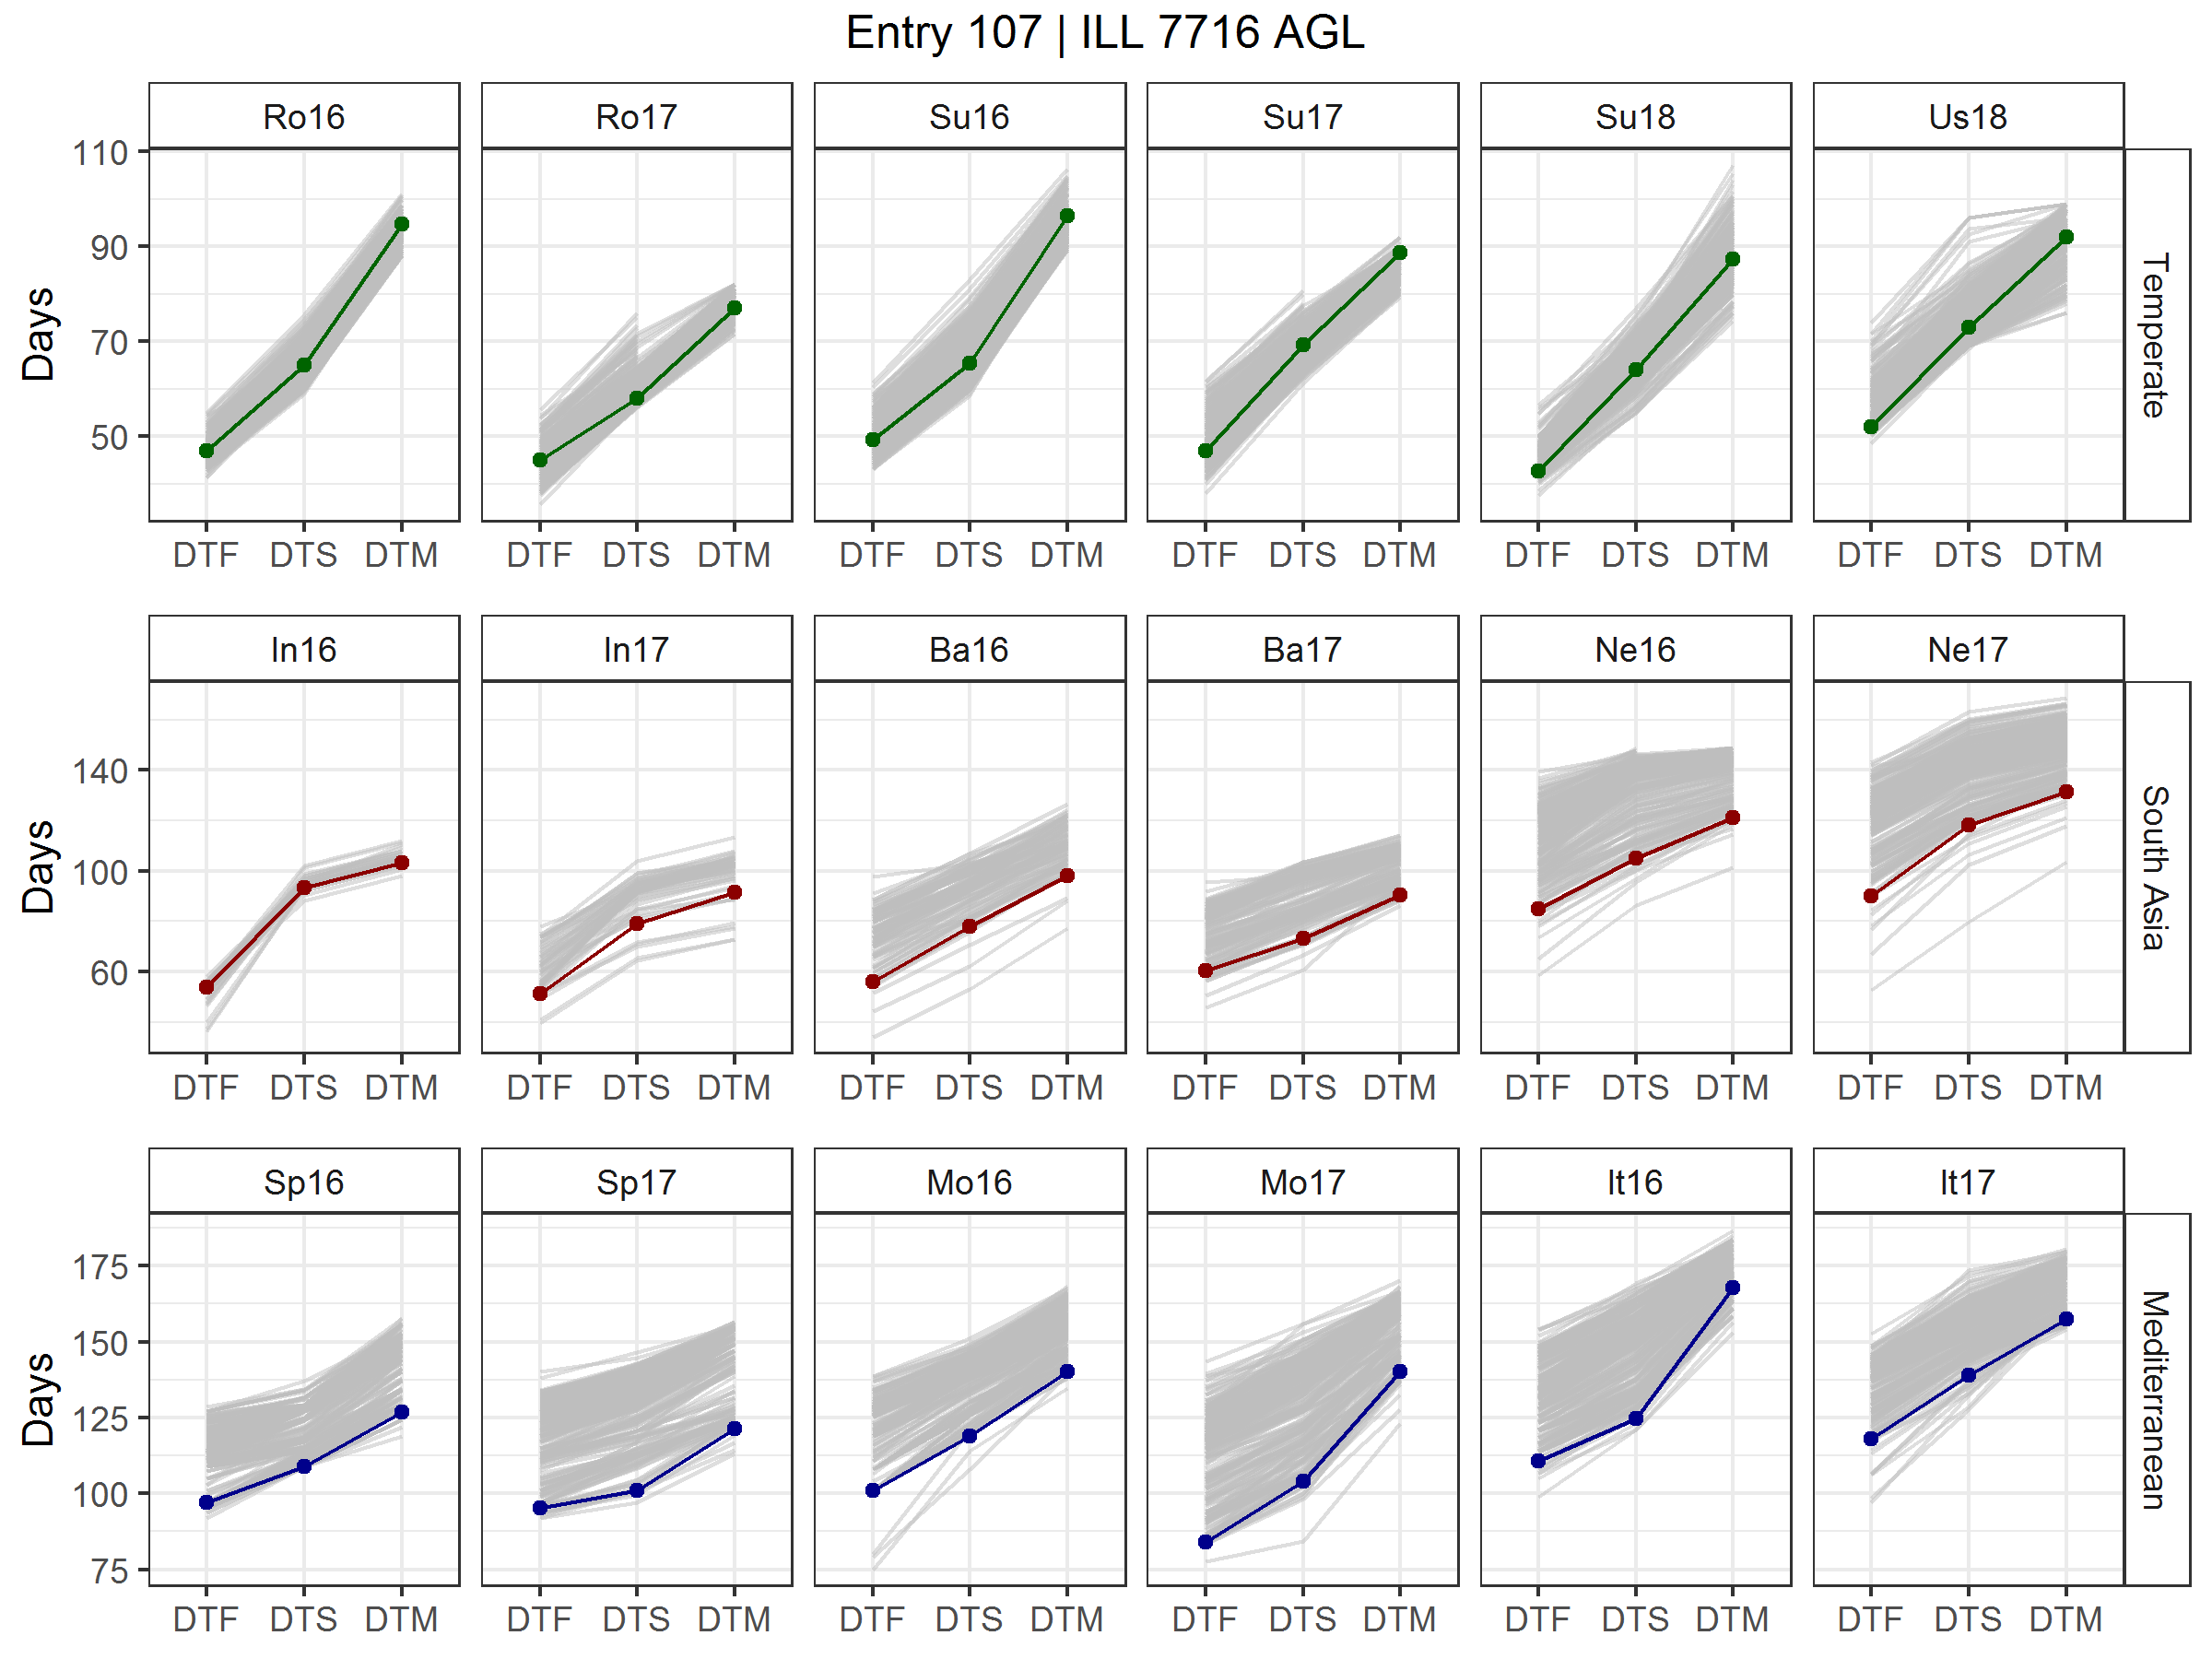 Entry 107 | ILL 7716 AGL
Ro16 Ro17 Su16 Su17 Su18 Us18
110
90
70
50
Days
Temperate
DTF DTS DTM DTF DTS DTM DTF DTS DTM DTF DTS DTM DTF DTS DTM DTF DTS DTM
In16 In17 Ba16 Ba17 Ne16 Ne17
140
100
60
Days
South Asia
DTF DTS DTM DTF DTS DTM DTF DTS DTM DTF DTS DTM DTF DTS DTM DTF DTS DTM
Sp16 Sp17 Mo16 Mo17 It16 It17
175
150
125
100
75
Days
Mediterranean
DTF DTS DTM DTF DTS DTM DTF DTS DTM DTF DTS DTM DTF DTS DTM DTF DTS DTM